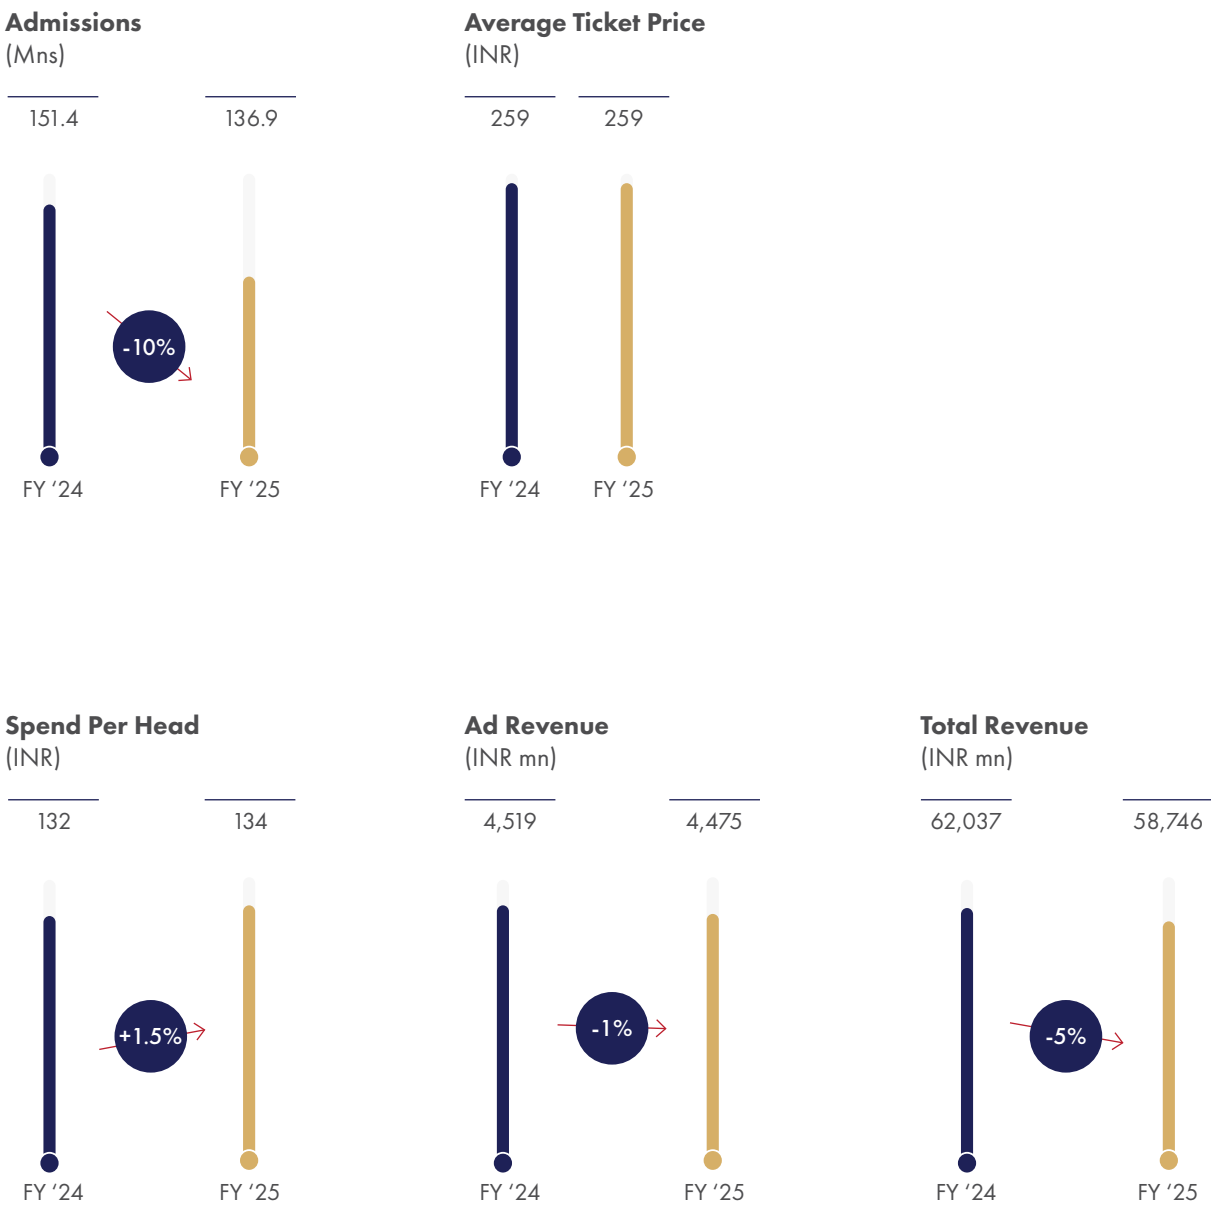 Admissions
(Mns)
151.4
136.9
-10%
FY ‘24
FY ‘25
Average Ticket Price
(INR)
259
259
FY ‘24
FY ‘25
Spend Per Head
(INR)
132
134
+1.5%
FY ‘24
FY ‘25
Ad Revenue
(INR mn)
4,519
4,475
-1%
FY ‘24
FY ‘25
Total Revenue
(INR mn)
62,037
58,746
-5%
FY ‘24
FY ‘25